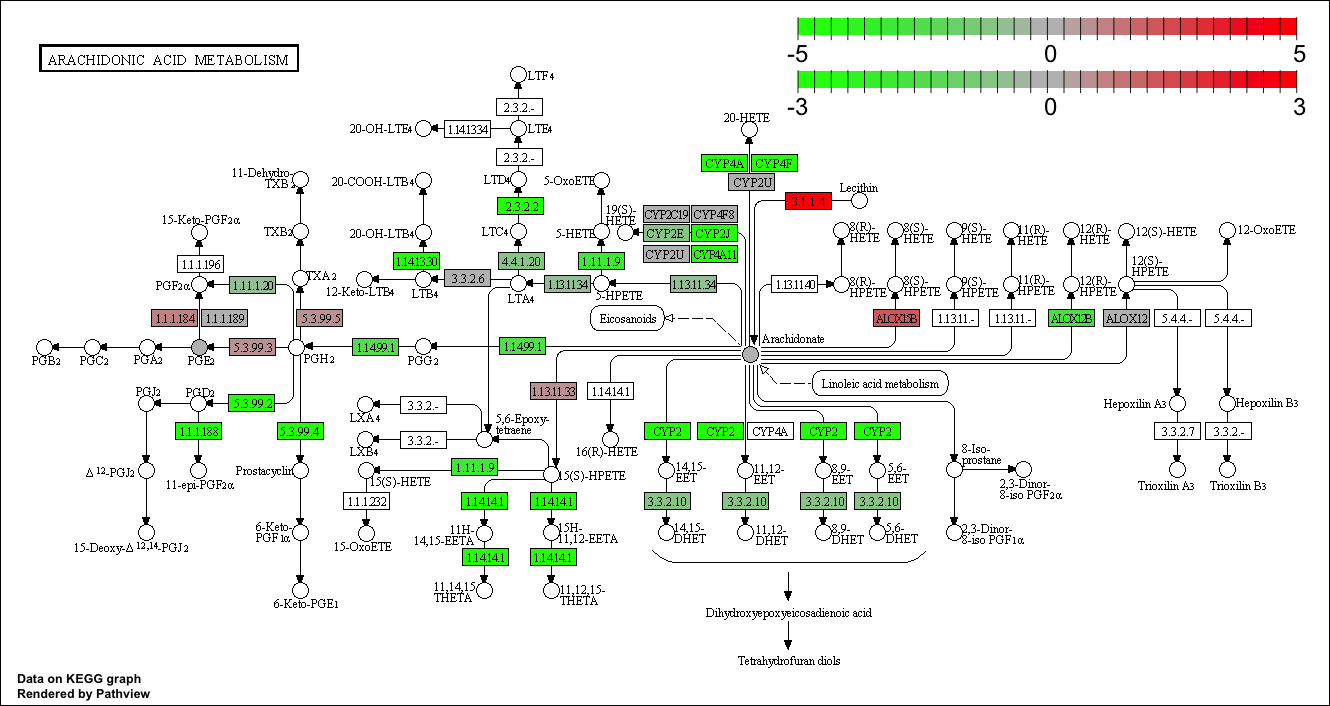 ARACHIDONIC ACID METABOLISM
-5 0 5
-3 0 3
LTF4
2.3.2.-
20-OH-LTE4
1.14.1334
LTE4
20-HETE
2.3.2.-
CYP4A
CYP4F
11-Dehydro-
TXB2
20-COOH-LTB4
LTD4
5-OxoETE
CYP2U
Lecithin
3.1.1.4
2.3.2.2
15-Keto-PGF2α
19(S)-
HETE
CYP2C19
CYP4F8
TXB2
20-OH-LTB4
LTC4
5-HETE
CYP2E
CYP2J
8(R)-
HETE
8(S)-
HETE
9(S)-
HETE
11(R)-
HETE
12(R)-
HETE
12(S)-HETE
12-OxoETE
CYP2U
CYP4A11
1.1.1.196
1.14.1330
4.4.1.20
1.11.1.9
12(S)-
HPETE
TXA2
3.3.2.6
PGF2α
1.1.1.20
12-Keto-LTB4
LTB4
LTA4
1.13.1134
5-HPETE
1.13.11.34
1.13.1140
8(R)-
HPETE
8(S)-
HPETE
9(S)-
HPETE
11(R)-
HPETE
12(R)-
HPETE
1.1.1.184
1.1.1.189
5.3.99.5
Eicosanoids
ALOX15B
1.13.11.-
1.13.11.-
ALOX12B
ALOX12
5.4.4.-
5.4.4.-
Arachidonate
PGB2
PGC2
PGA2
PGE2
5.3.99.3
PGH2
1.14.99.1
PGG2
1.14.99.1
Linoleic acid metabolism
PGJ2
PGD2
5.3.99.2
1.13.11.33
1.14.14.1
LXA4
3.3.2.-
5,6-Epoxy-
tetraene
Hepoxilin A3
Hepoxilin B3
1.1.1.188
5.3.99.4
LXB4
3.3.2.-
CYP2
CYP2
CYP4A
CYP2
CYP2
3.3.2.7
3.3.2.-
16(R)-HETE
8-Iso-
prostane
Δ12-PGJ2
11-epi-PGF2α
Prostacyclin
1.11.1.9
15(S)-HETE
15(S)-HPETE
14,15-
EET
11,12-
EET
8,9-
EET
5,6-
EET
2,3-Dinor-
8-iso PGF2α
Trioxilin A3
Trioxilin B3
1.1.1.232
1.14.14.1
1.14.14.1
3.3.2.10
3.3.2.10
3.3.2.10
3.3.2.10
15-Deoxy-Δ12,14-PGJ2
6-Keto-
PGF1α
15-OxoETE
11H-
14,15-EETA
15H-
11,12-EETA
14,15-
DHET
11,12-
DHET
8,9-
DHET
5,6-
DHET
2,3-Dinor-
8-iso PGF1α
1.14.14.1
1.14.14.1
6-Keto-PGE1
11,14,15-
THETA
11,12,15-
THETA
Dihydroxyepoxyeicosadienoic acid
Tetrahydrofuran diols
Data on KEGG graph
Rendered by Pathview